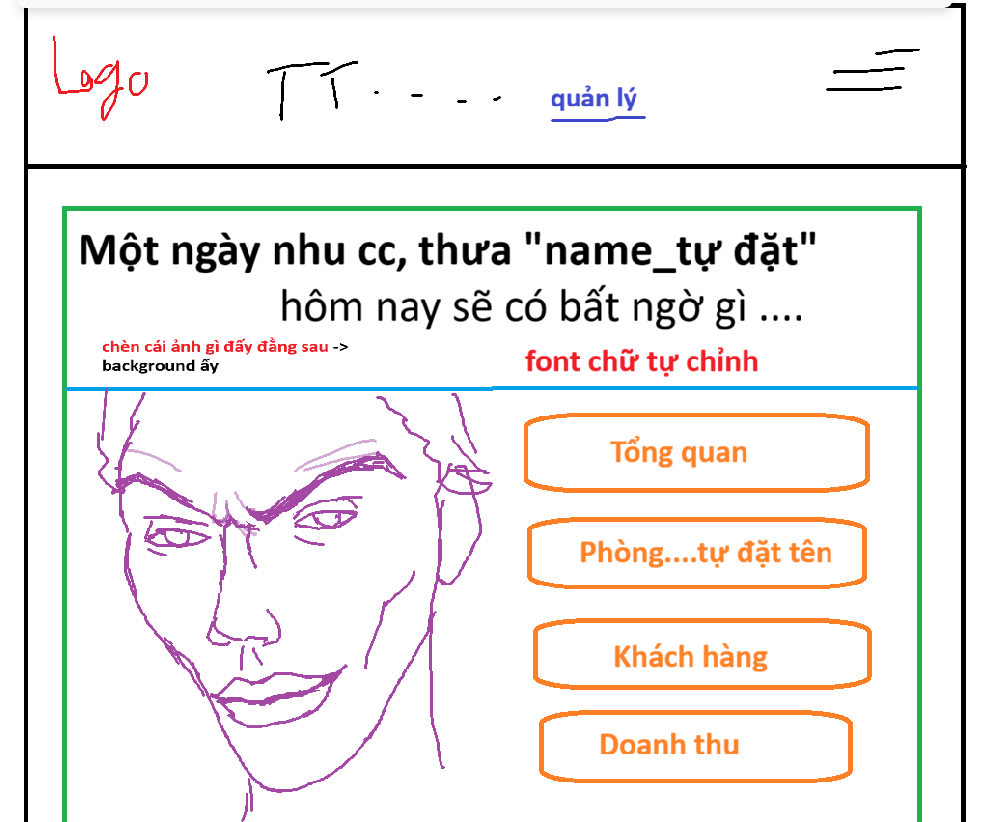 Logo
TT.---.
quản lý
Một ngày nhu cc, thưa "name_tự đặt"
hôm nay sẽ có bất ngờ gì ....
chèn cái ảnh gì đấy đằng sau ->
background ấy
font chữ tự chỉnh
Tổng quan
Phòng....tự đặt tên
Khách hàng
Doanh thu